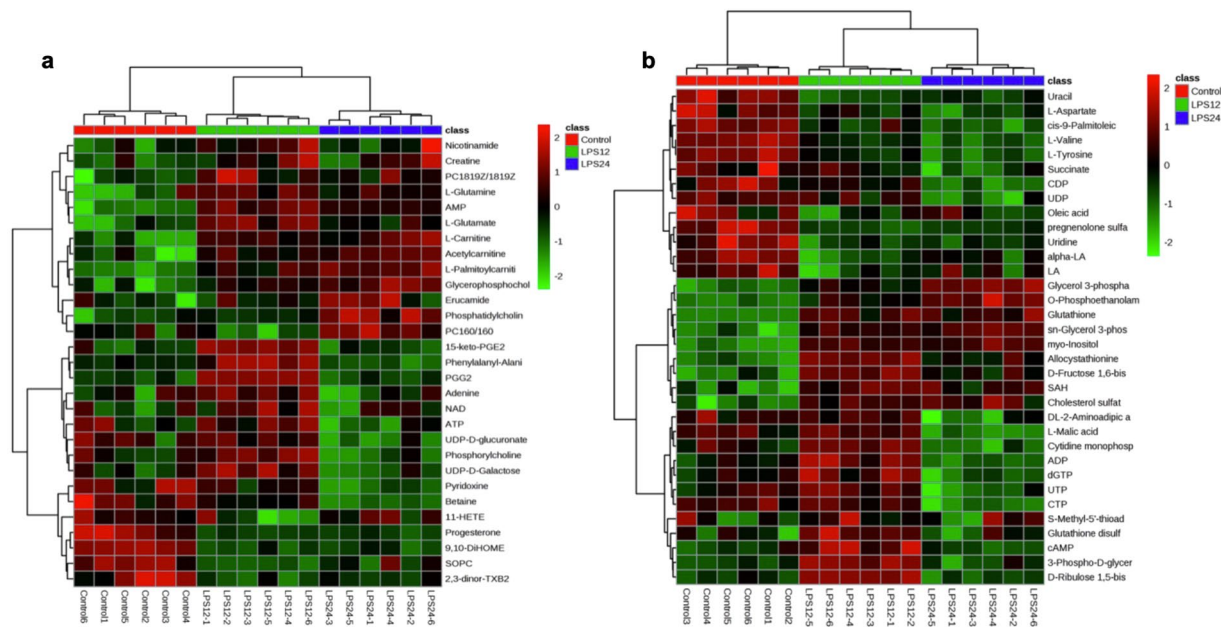 a
class
Nicotinamide
Creatine
PC1819Z/1819Z
L-Glutamine
AMP
L-Glutamate
L-Carnitine
Acetylcarnitine
L-Palmitoylcarniti
Glycerophosphochol
Erucamide
Phosphatidylcholin
PC160/160
15-keto-PGE2
Phenylalanyl-Alani
PGG2
Adenine
NAD
ATP
UDP-D-glucuronate
Phosphorylcholine
UDP-D-Galactose
Pyridoxine
Betaine
11-HETE
Progesterone
9,10-DiHOME
SOPC
2,3-dinor-TXB2
Control6
Control1
Control5
Control2
Control3
Control4
LPS12-1
LPS12-2
LPS12-3
LPS12-5
LPS12-4
LPS12-6
LPS24-3
LPS24-5
LPS24-1
LPS24-4
LPS24-2
LPS24-6
2
1
0
-1
-2
class
Control
LPS12
LPS24
b
class
Uracil
L-Aspartate
cis-9-Palmitoleic
L-Valine
L-Tyrosine
Succinate
CDP
UDP
Oleic acid
pregnenolone sulfa
Uridine
alpha-LA
LA
Glycerol 3-phospha
O-Phosphoethanolam
Glutathione
sn-Glycerol 3-phos
myo-Inositol
Allocystathionine
D-Fructose 1,6-bis
SAH
Cholesterol sulfat
DL-2-Aminoadipic a
L-Malic acid
Cytidine monophosp
ADP
dGTP
UTP
CTP
S-Methyl-5'-thioad
Glutathione disulf
cAMP
3-Phospho-D-glycer
D-Ribulose 1,5-bis
Control3
Control4
Control5
Control6
Control1
Control2
LPS12-5
LPS12-6
LPS12-4
LPS12-3
LPS12-1
LPS12-2
LPS24-5
LPS24-1
LPS24-3
LPS24-4
LPS24-2
LPS24-6
2
1
0
-1
-2
class
Control
LPS12
LPS24